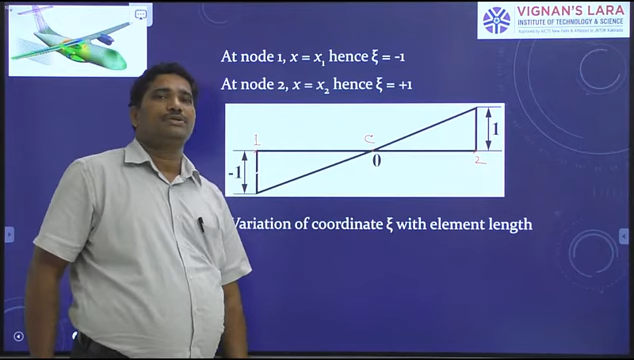 VIGNAN'S LARA
INSTITUTE OF TECHNOLOGY & SCIENCE
At node 1, x = x₁ hence ξ = -1
At node 2, x = x₂ hence ξ = +1
1
C
1
0
2
-1
Variation of coordinate ξ with element length